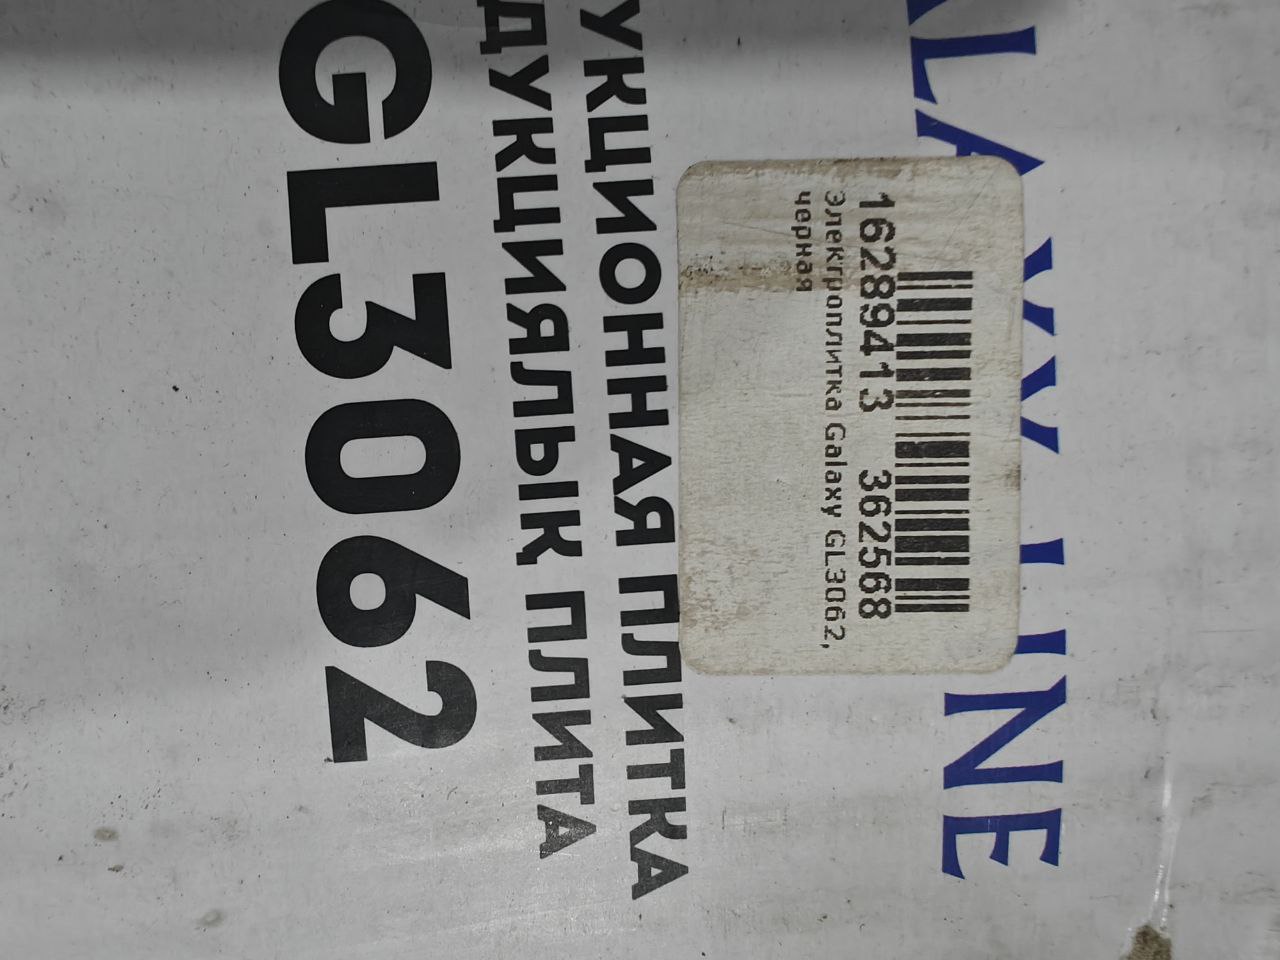 ALAXY LINE
16289413 362568
Электроплитка Galaxy GL3062,
черная
УКЦИОННАЯ ПЛИТКА
ДУКЦИЯЛЫҚ ПЛИТА
GL3062